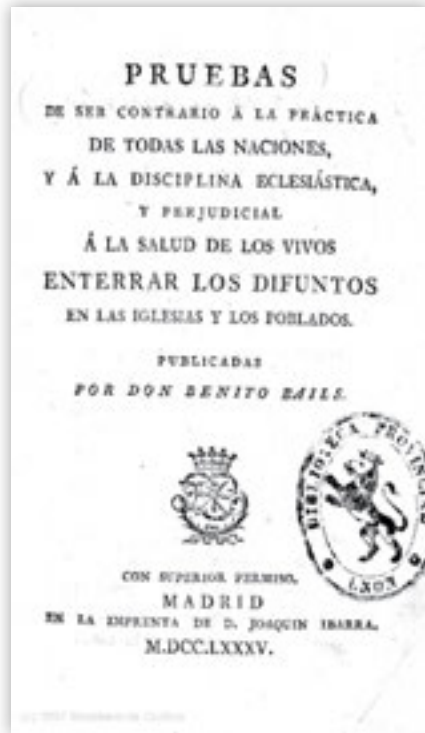 PRUEBAS
DE SER CONTRARIO Á LA PRÁCTICA
DE TODAS LAS NACIONES,
Y Á LA DISCIPLINA ECLESIÁSTICA,
Y PERJUDICIAL
Á LA SALUD DE LOS VIVOS
ENTERRAR LOS DIFUNTOS
EN LAS IGLESIAS Y LOS POBLADOS.
PUBLICADAS
POR DON BENITO BAILS.
BIBLIOTECA PROVINCIAL
LEON
CON SUPERIOR PERMISO.
MADRID
EN LA IMPRENTA DE D. JOAQUIN IBARRA.
M.DCC.LXXXV.